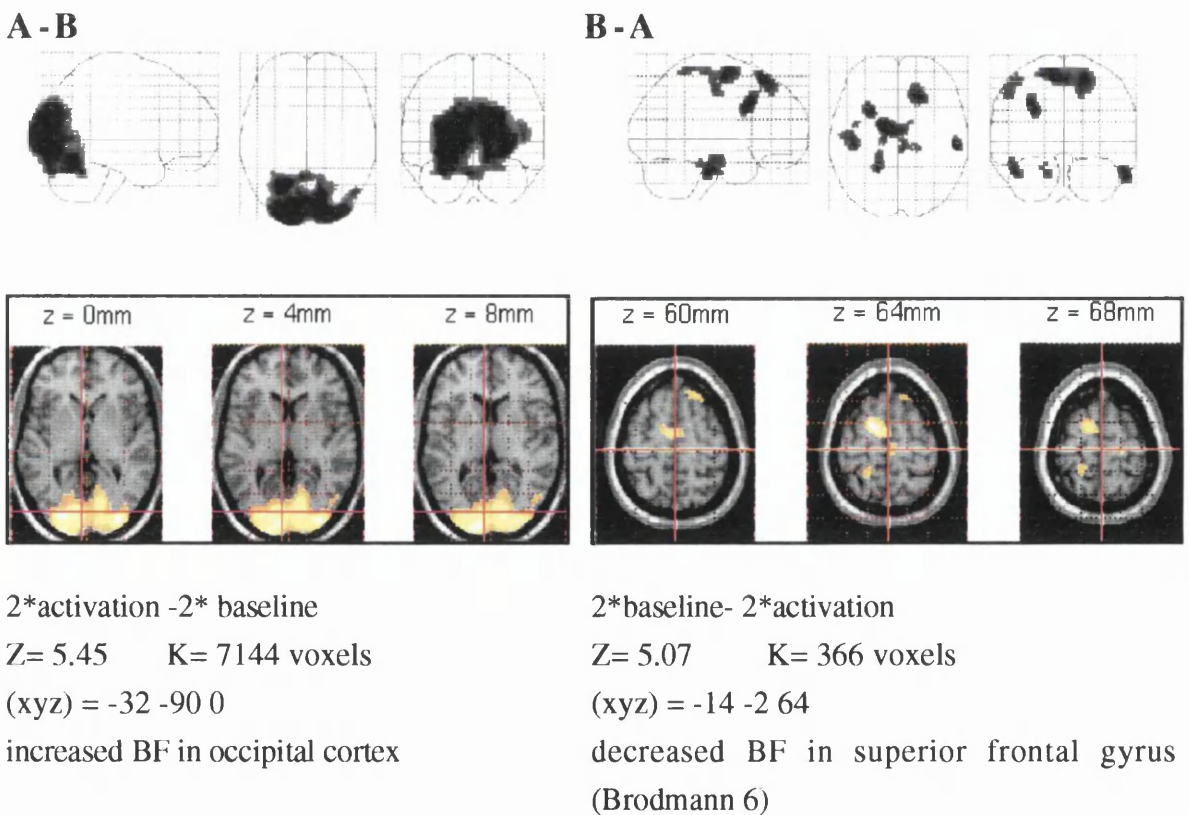 A - B
B - A
z = 0mm z = 4mm z = 8mm
z = 60mm z = 64mm z = 68mm
2*activation -2* baseline
Z= 5.45 K= 7144 voxels
(xyz) = -32 -90 0
increased BF in occipital cortex
2*baseline- 2*activation
Z= 5.07 K= 366 voxels
(xyz) = -14 -2 64
decreased BF in superior frontal gyrus
(Brodmann 6)